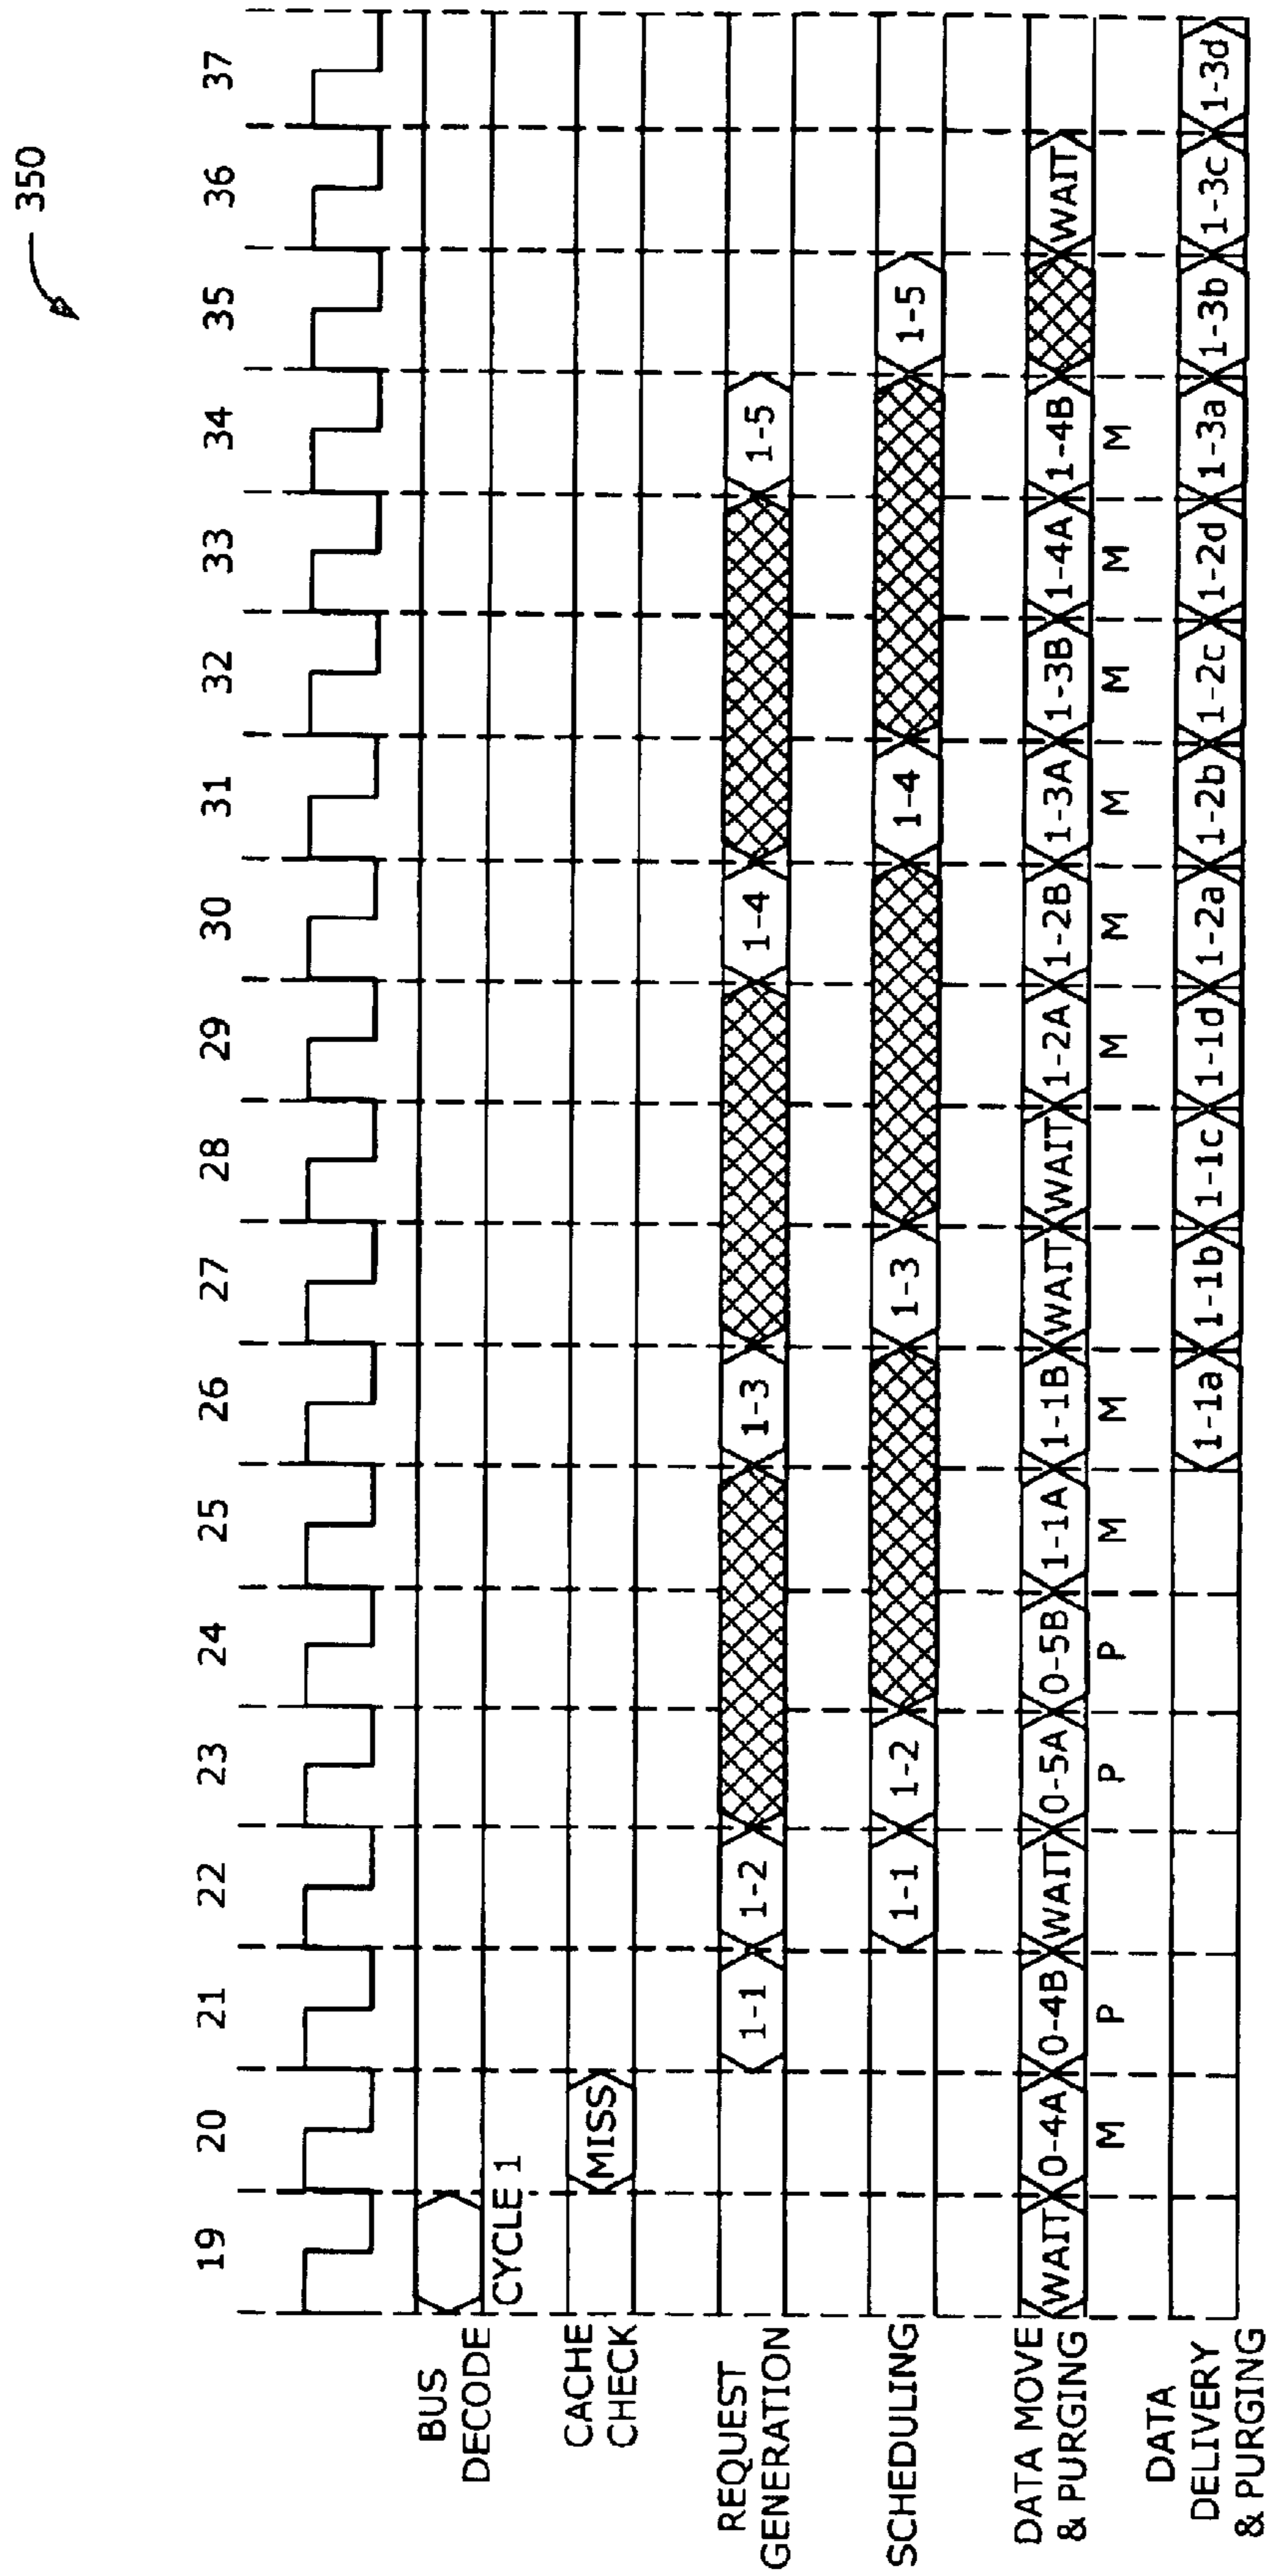 350
19 20 21 22 23 24 25 26 27 28 29 30 31 32 33 34 35 36 37
BUS
DECODE
CYCLE 1
CACHE
CHECK
MISS
REQUEST
GENERATION
1-1 1-2 1-3 1-4 1-5
SCHEDULING
1-1 1-2 1-3 1-4 1-5
DATA MOVE
& PURGING
WAIT 0-4A 0-4B WAIT 0-5A 0-5B 1-1A 1-1B WAIT WAIT 1-2A 1-2B 1-3A 1-3B 1-4A 1-4B WAIT
M P P P M M M M M M M M
DATA
DELIVERY
& PURGING
1-1a 1-1b 1-1c 1-1d 1-2a 1-2b 1-2c 1-2d 1-3a 1-3b 1-3c 1-3d